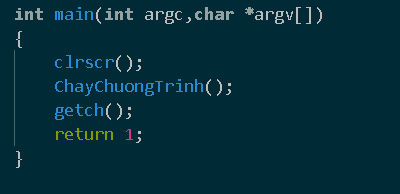 int main(int argc,char *argv[])
{
clrscr();
ChayChuongTrinh();
getch();
return 1;
}